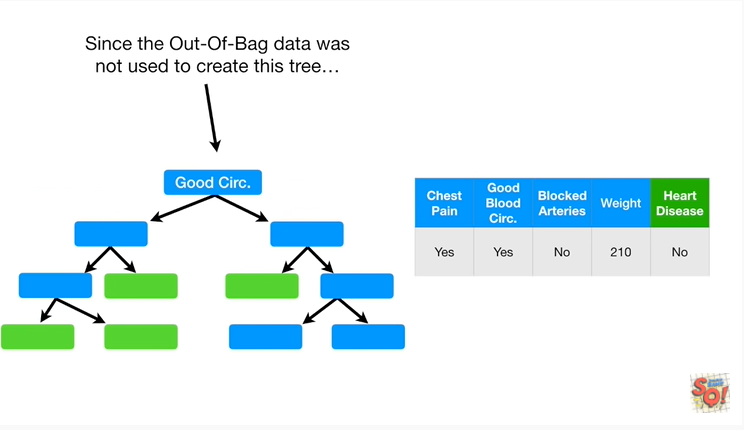 Since the Out-Of-Bag data was
not used to create this tree…
Good Circ.
Chest
Pain
Good
Blood
Circ.
Blocked
Arteries
Weight
Heart
Disease
Yes
Yes
No
210
No
SQ!